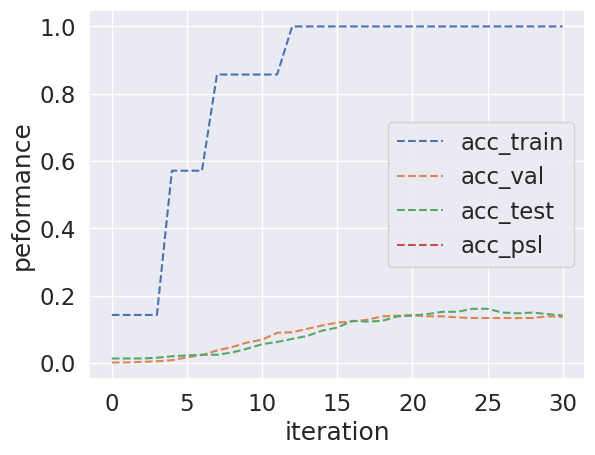 1.0
0.8
0.6
0.4
0.2
0.0
peformance
acc_train
acc_val
acc_test
acc_psl
0 5 10 15 20 25 30
iteration